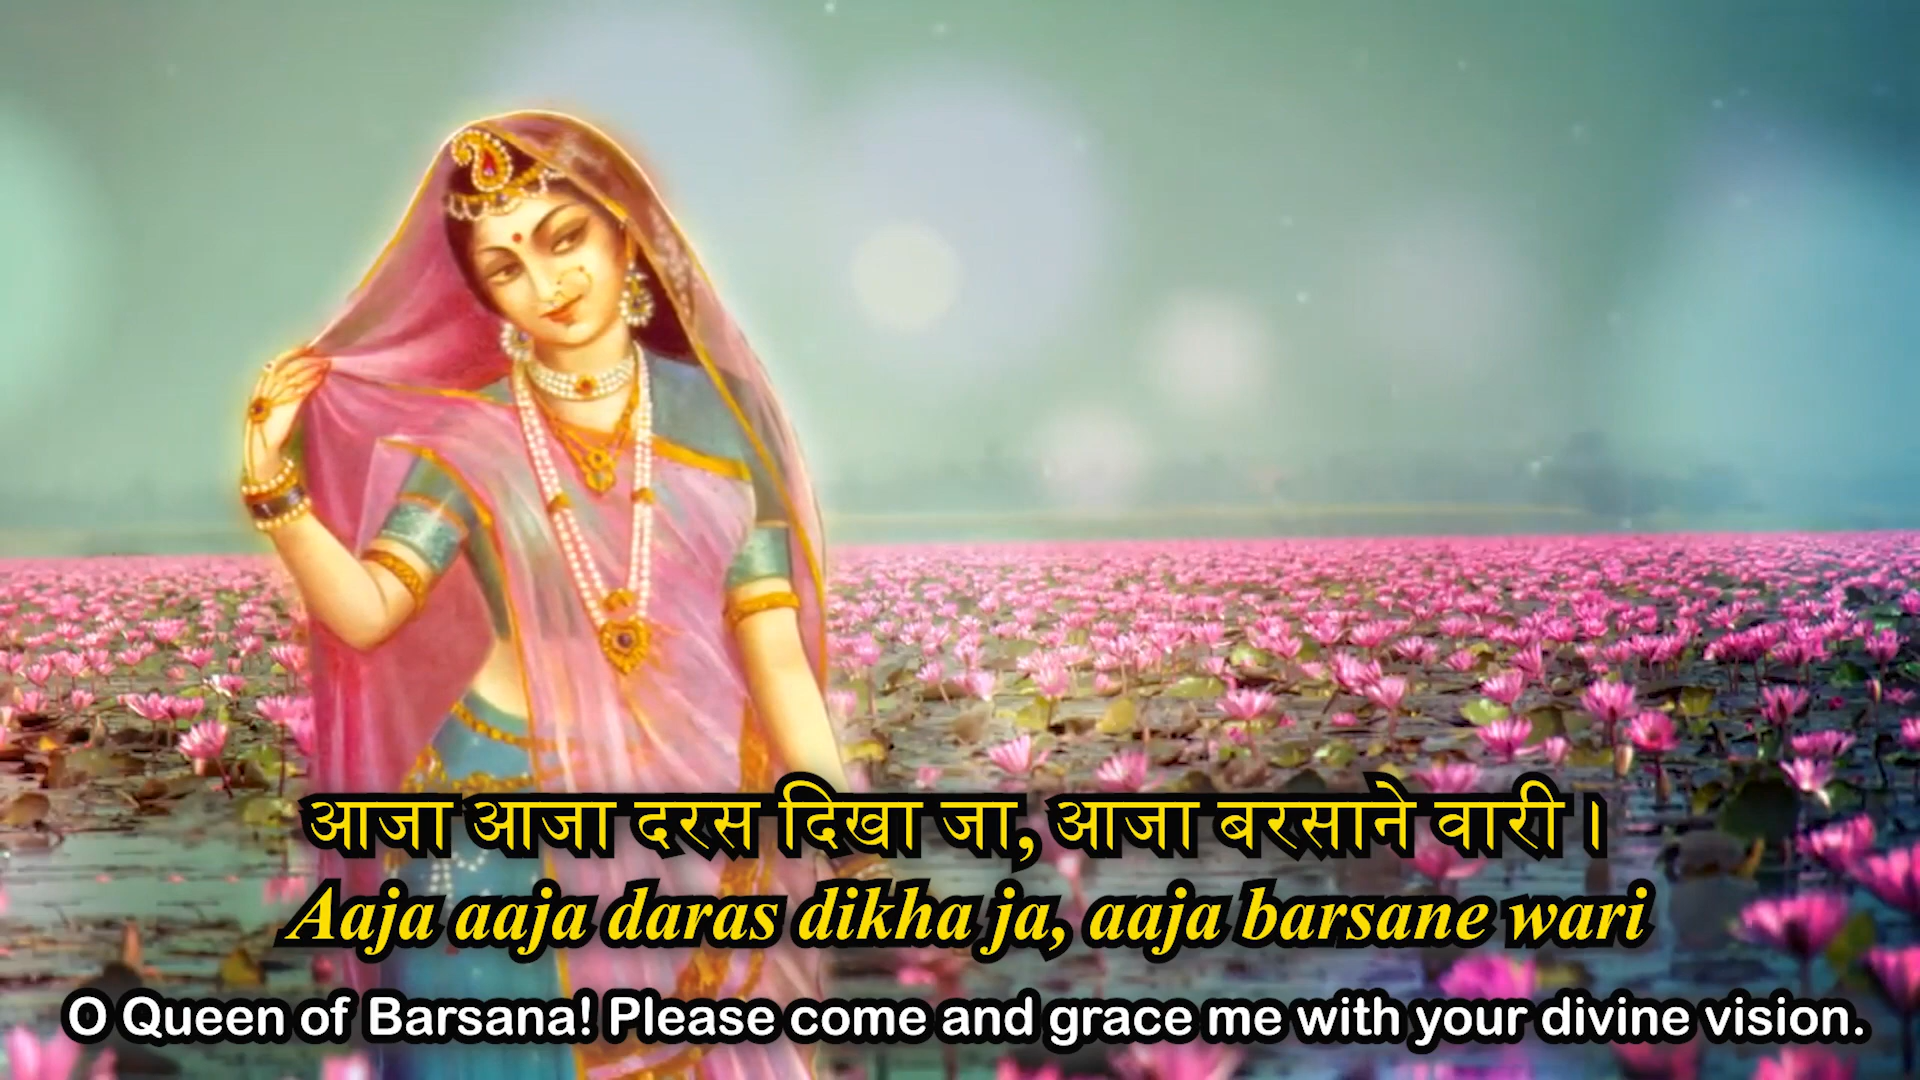 आजा आजा दरस दिखा जा, आजा बरसाने वारी ।
Aaja aaja daras dikha ja, aaja barsane wari
O Queen of Barsana! Please come and grace me with your divine vision.